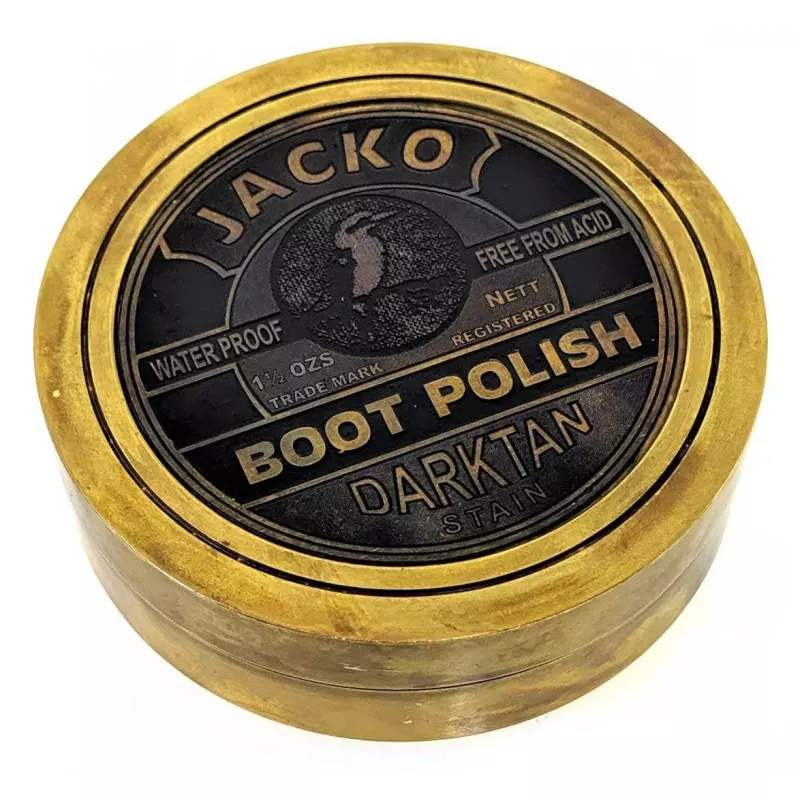 JACKO
WATER PROOF
FREE FROM ACID
1½ OZS
NETT
TRADE MARK
REGISTERED
BOOT POLISH
DARKTAN
STAIN